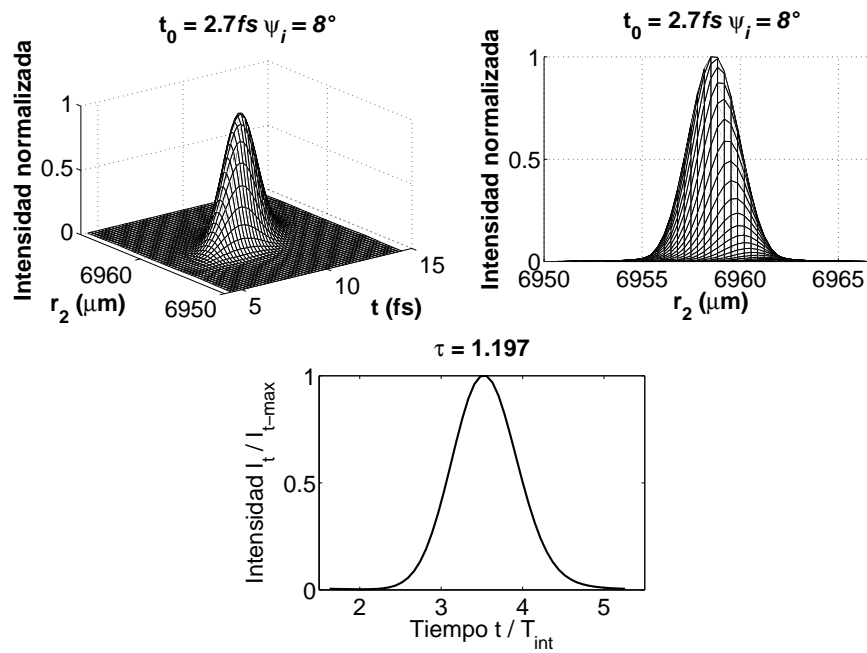 t₀ = 2.7fs ψᵢ = 8°
Intensidad normalizada
1
0.5
0
6960
6950
r₂ (μm)
5
10
15
t (fs)
t₀ = 2.7fs ψᵢ = 8°
Intensidad normalizada
1
0.5
0
6950
6955
6960
6965
r₂ (μm)
τ = 1.197
Intensidad I_t / I_t−max
1
0.5
0
2
3
4
5
Tiempo t / T_int